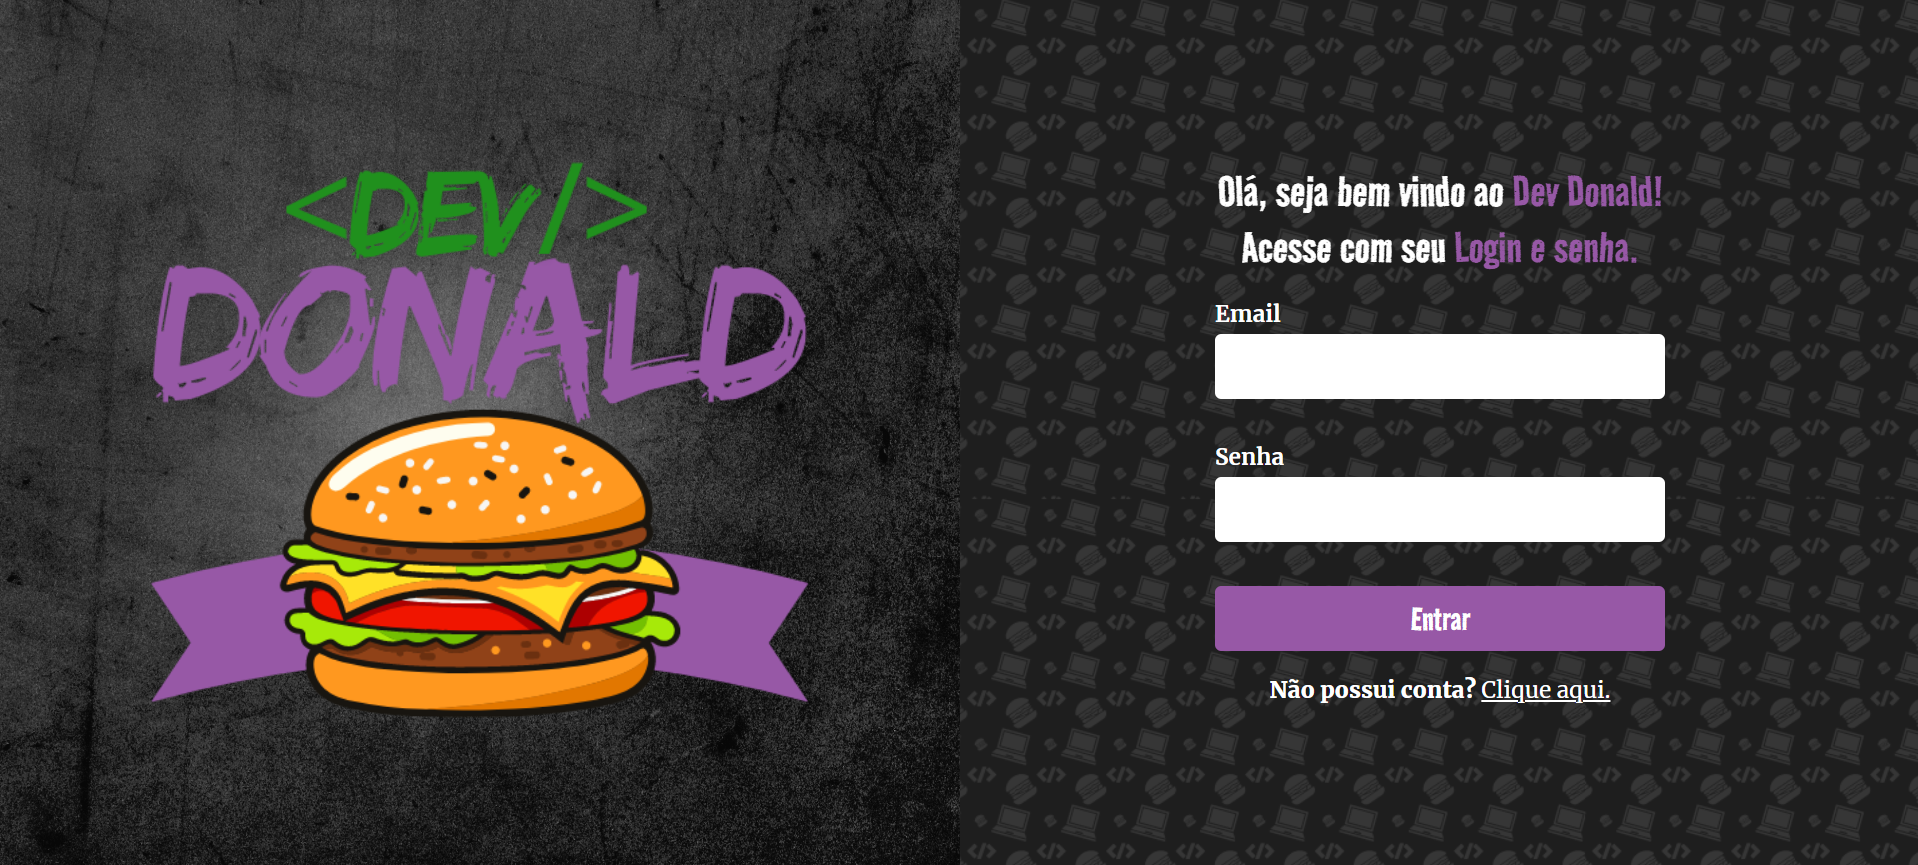 <DEV/>
DONALD
Olá, seja bem vindo ao Dev Donald!
Acesse com seu Login e senha.
Email
Senha
Entrar
Não possui conta? Clique aqui.